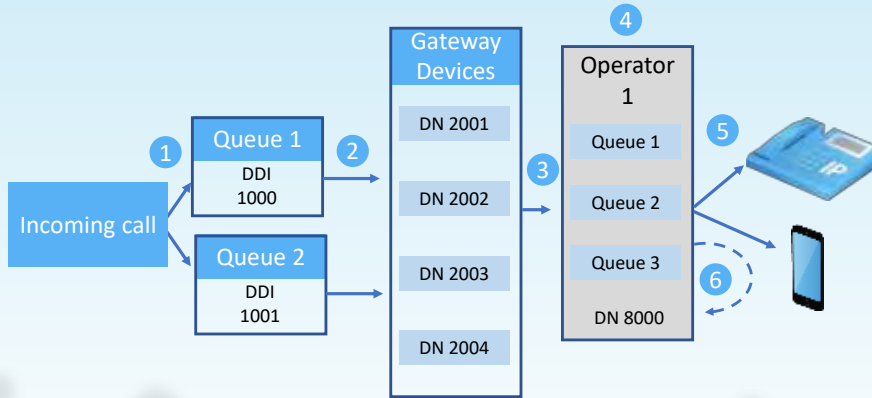 Incoming call
1
Queue 1
DDI
1000
Queue 2
DDI
1001
2
Gateway
Devices
DN 2001
DN 2002
DN 2003
DN 2004
3
4
Operator
1
Queue 1
Queue 2
Queue 3
DN 8000
5
IP
6